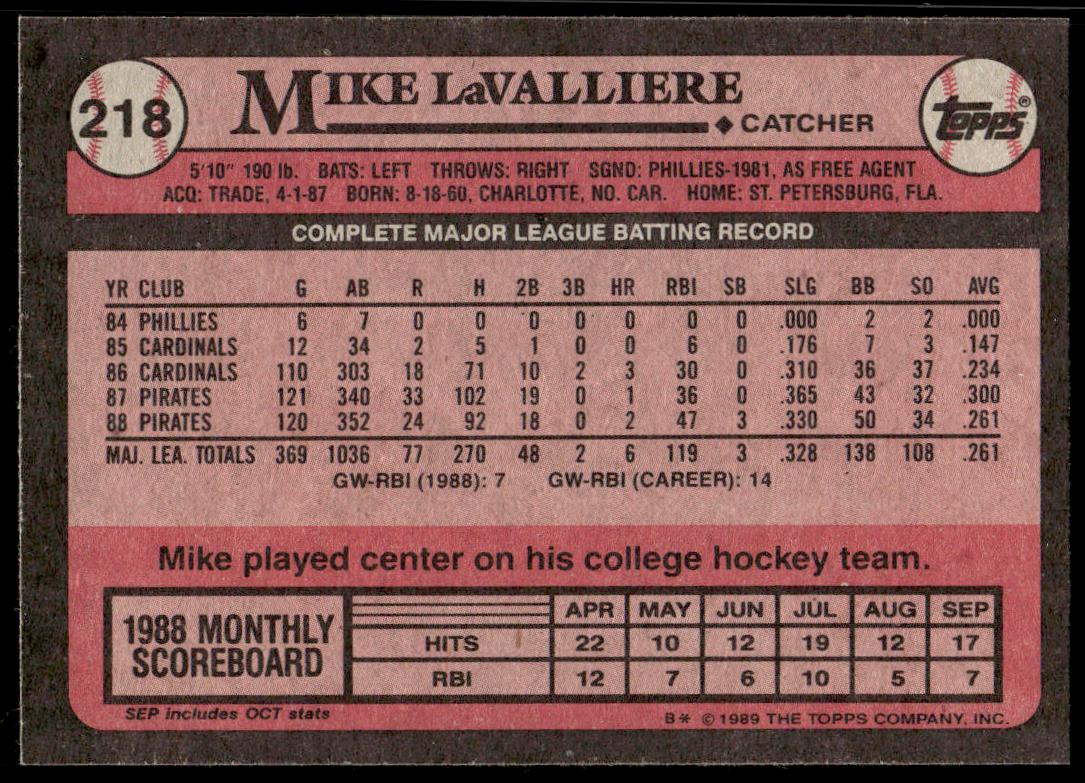 218
MIKE LaVALLIERE
TOPPS®
◆ CATCHER
5'10" 190 lb. BATS: LEFT THROWS: RIGHT SGND: PHILLIES-1981, AS FREE AGENT
ACQ: TRADE, 4-1-87 BORN: 8-18-60, CHARLOTTE, NO. CAR. HOME: ST. PETERSBURG, FLA.
COMPLETE MAJOR LEAGUE BATTING RECORD
YR CLUB G AB R H 2B 3B HR RBI SB SLG BB SO AVG
84 PHILLIES 6 7 0 0 0 0 0 0 0 .000 2 2 .000
85 CARDINALS 12 34 2 5 1 0 0 6 0 .176 7 3 .147
86 CARDINALS 110 303 18 71 10 2 3 30 0 .310 36 37 .234
87 PIRATES 121 340 33 102 19 0 1 36 0 .365 43 32 .300
88 PIRATES 120 352 24 92 18 0 2 47 3 .330 50 34 .261
MAJ. LEA. TOTALS 369 1036 77 270 48 2 6 119 3 .328 138 108 .261
GW-RBI (1988): 7 GW-RBI (CAREER): 14
Mike played center on his college hockey team.
1988 MONTHLY
SCOREBOARD
APR MAY JUN JUL AUG SEP
HITS 22 10 12 19 12 17
RBI 12 7 6 10 5 7
SEP includes OCT stats
B* © 1989 THE TOPPS COMPANY, INC.